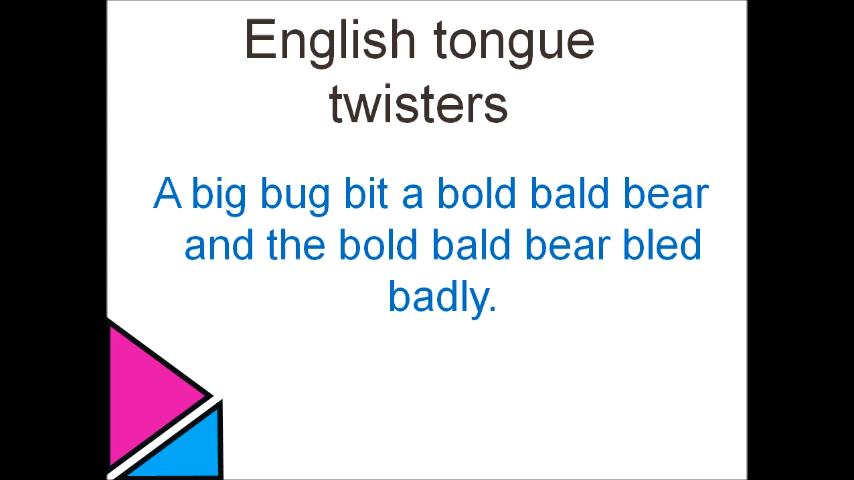 English tongue
twisters
A big bug bit a bold bald bear
and the bold bald bear bled
badly.